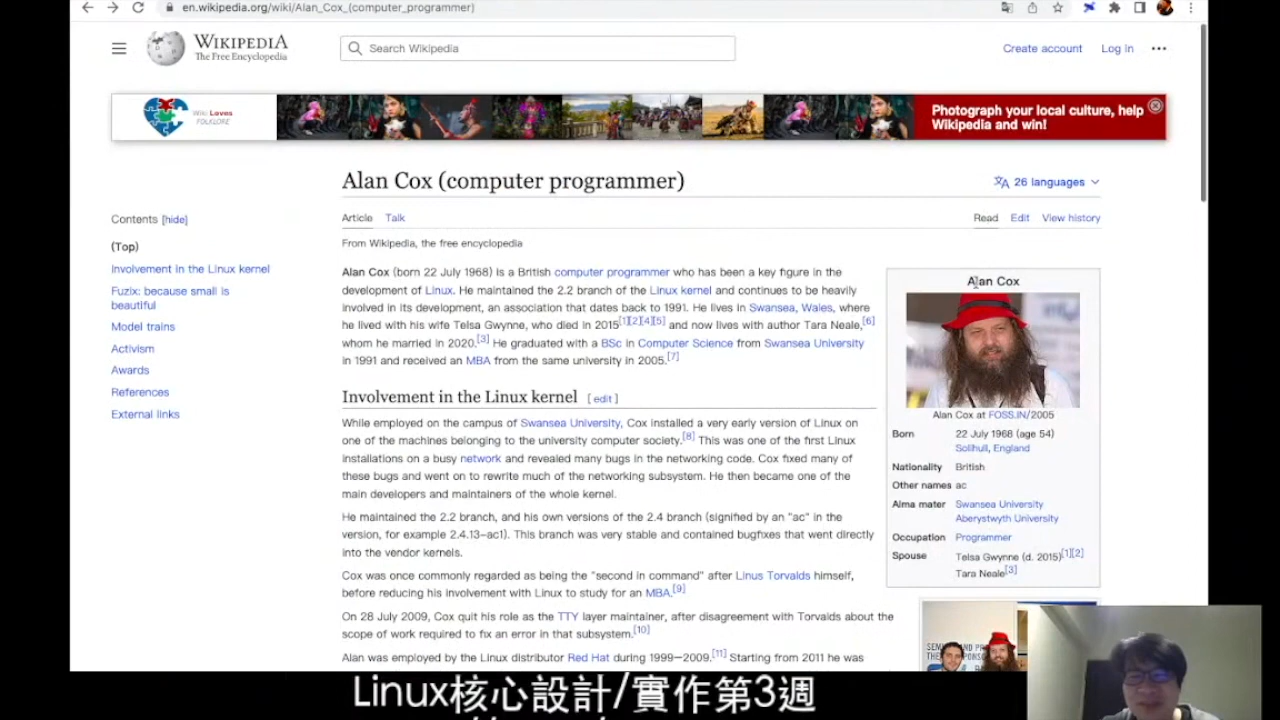 en.wikipedia.org/wiki/Alan_Cox_(computer_programmer)
WIKIPEDIA
The Free Encyclopedia
Search Wikipedia
Create account
Log in
Wiki Loves
FOLKLORE
Photograph your local culture, help
Wikipedia and win!
Alan Cox (computer programmer)
26 languages
Contents [hide]
(Top)
Involvement in the Linux kernel
Fuzix: because small is
beautiful
Model trains
Activism
Awards
References
External links
Article
Talk
Read
Edit
View history
From Wikipedia, the free encyclopedia
Alan Cox (born 22 July 1968) is a British computer programmer who has been a key figure in the
development of Linux. He maintained the 2.2 branch of the Linux kernel and continues to be heavily
involved in its development, an association that dates back to 1991. He lives in Swansea, Wales, where
he lived with his wife Telsa Gwynne, who died in 2015[1][2][4][5] and now lives with author Tara Neale,[6]
whom he married in 2020.[3] He graduated with a BSc in Computer Science from Swansea University
in 1991 and received an MBA from the same university in 2005.[7]
Involvement in the Linux kernel [ edit ]
While employed on the campus of Swansea University, Cox installed a very early version of Linux on
one of the machines belonging to the university computer society.[8] This was one of the first Linux
installations on a busy network and revealed many bugs in the networking code. Cox fixed many of
these bugs and went on to rewrite much of the networking subsystem. He then became one of the
main developers and maintainers of the whole kernel.
He maintained the 2.2 branch, and his own versions of the 2.4 branch (signified by an "ac" in the
version, for example 2.4.13-ac1). This branch was very stable and contained bugfixes that went directly
into the vendor kernels.
Cox was once commonly regarded as being the "second in command" after Linus Torvalds himself,
before reducing his involvement with Linux to study for an MBA.[9]
On 28 July 2009, Cox quit his role as the TTY layer maintainer, after disagreement with Torvalds about the
scope of work required to fix an error in that subsystem.[10]
Alan was employed by the Linux distributor Red Hat during 1999–2009.[11] Starting from 2011 he was
Alan Cox
Alan Cox at FOSS.IN/2005
Born 22 July 1968 (age 54)
Solihull, England
Nationality British
Other names ac
Alma mater Swansea University
Aberystwyth University
Occupation Programmer
Spouse Telsa Gwynne (d. 2015)[1][2]
Tara Neale[3]
Linux核心設計/實作第3週